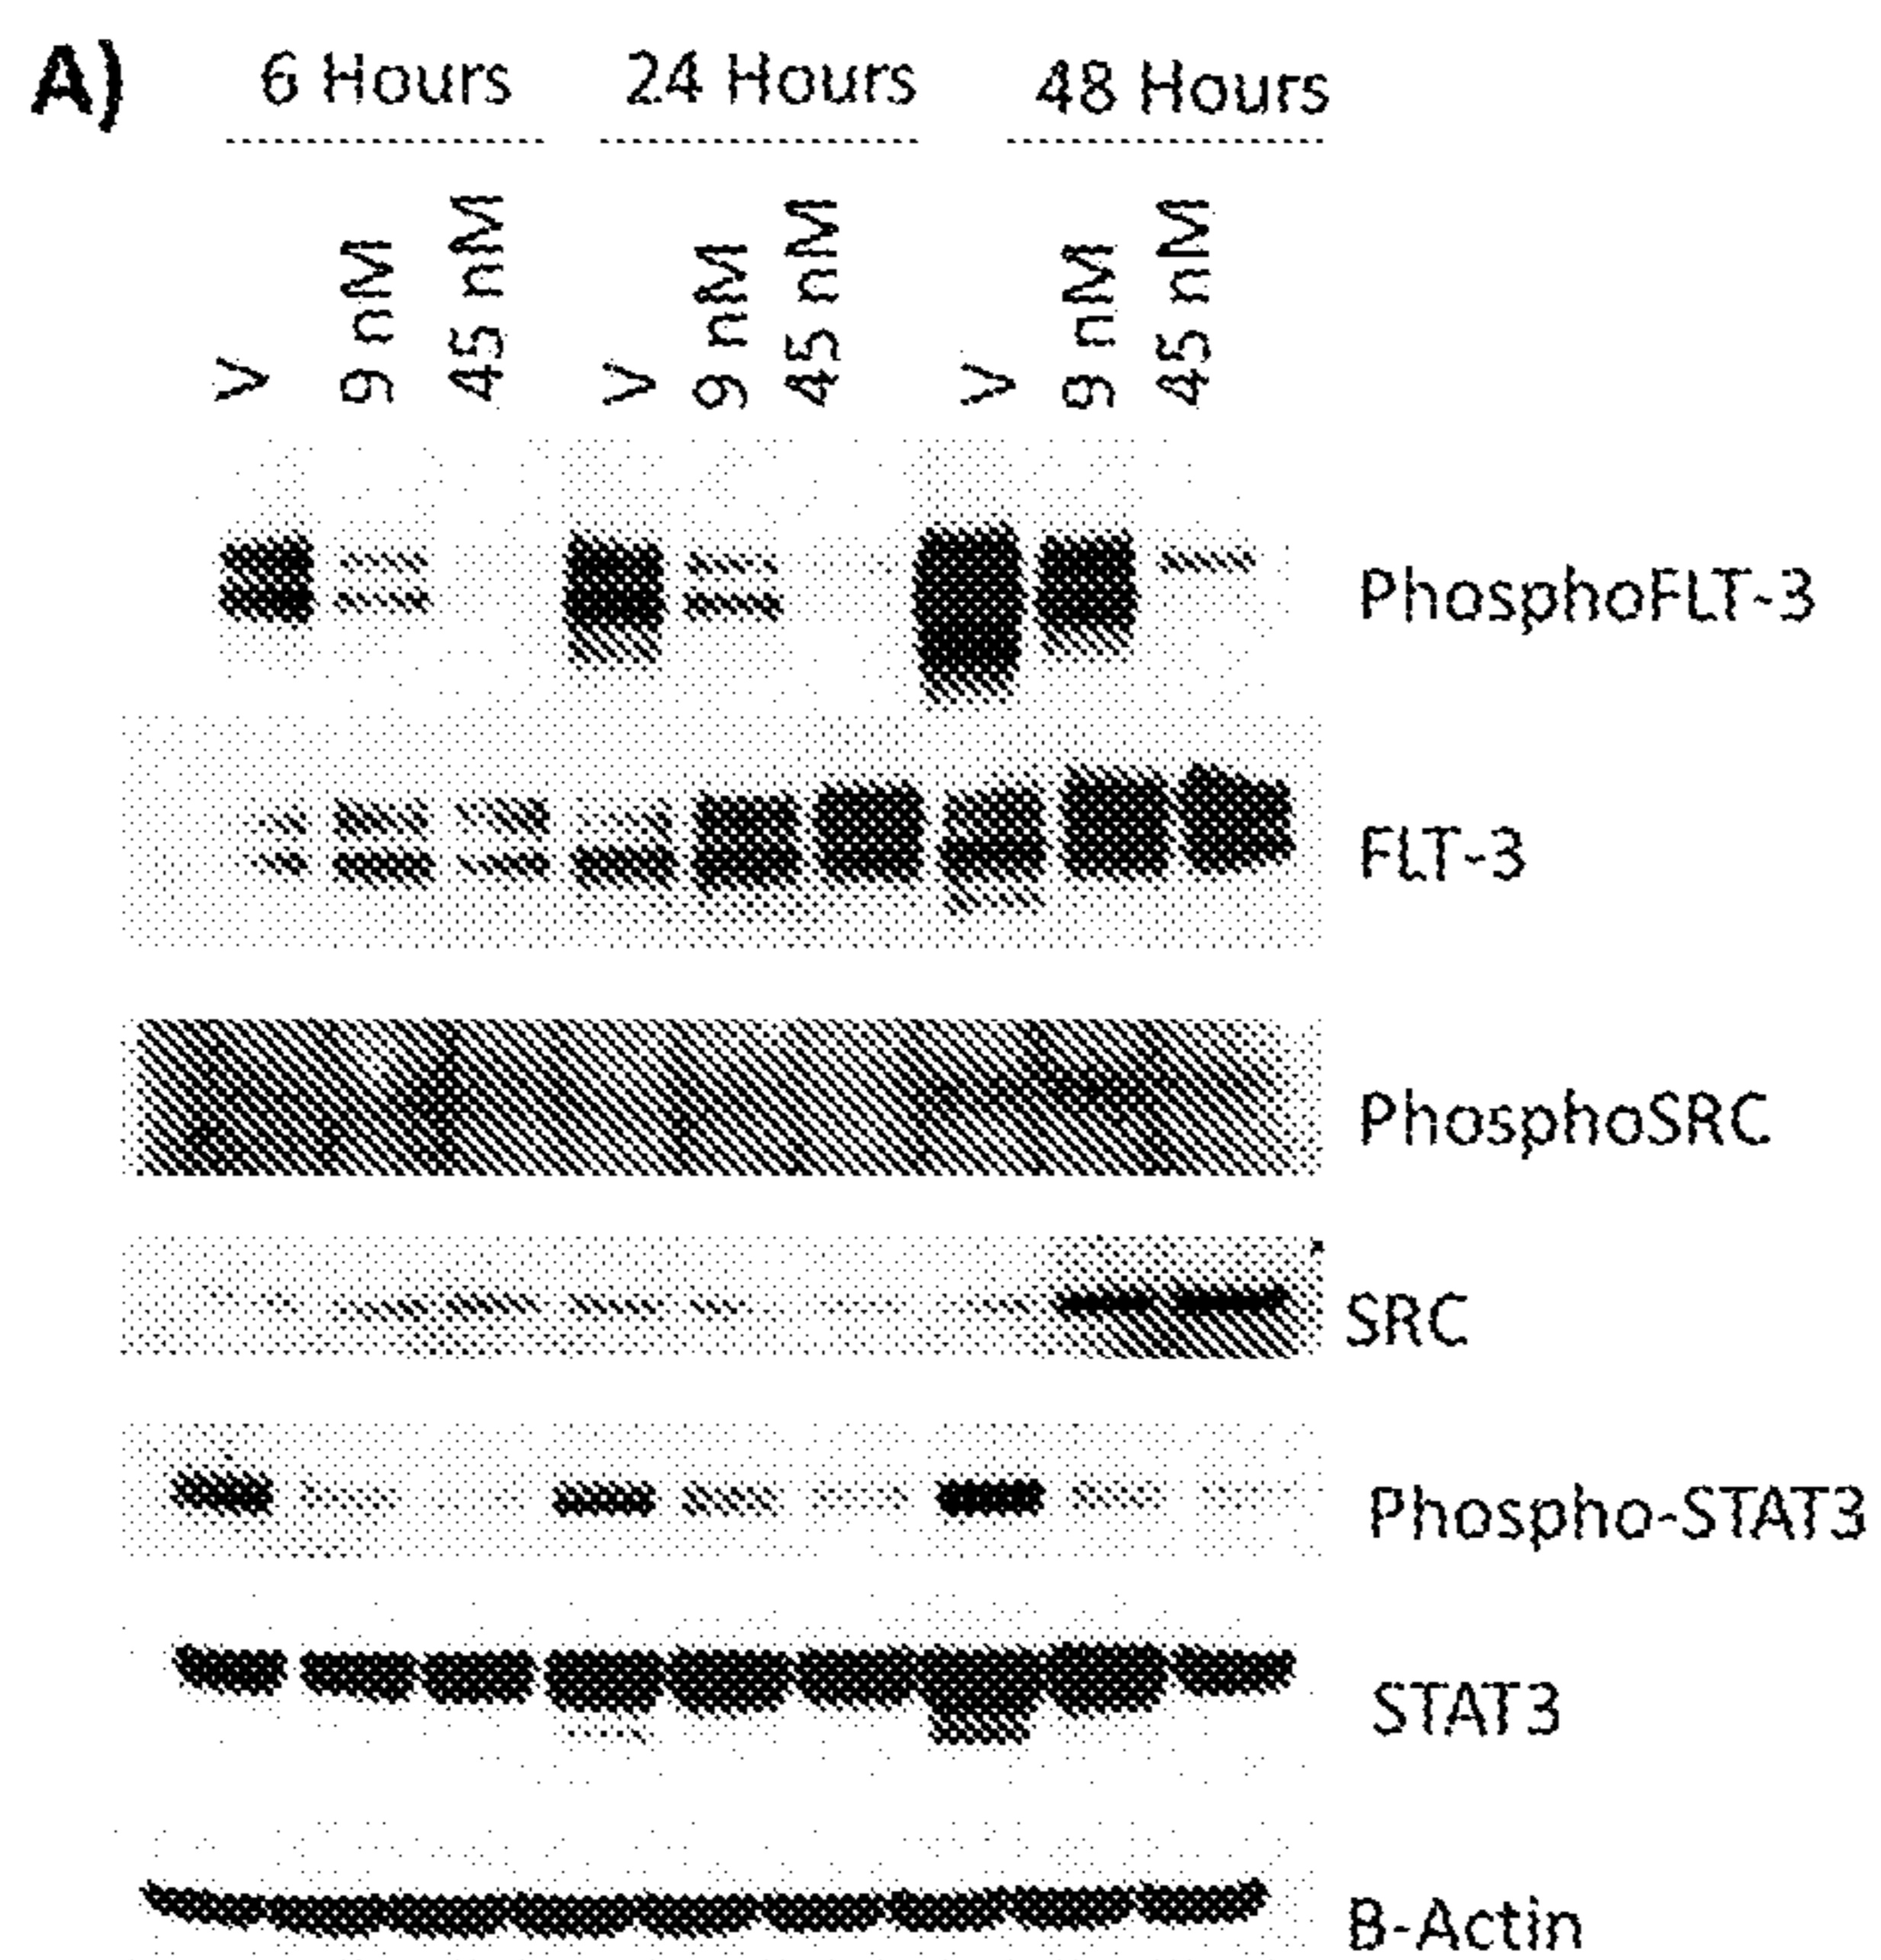 A)
6 Hours 24 Hours 48 Hours
V 9 nM 45 nM V 9 nM 45 nM V 9 nM 45 nM
PhosphoFLT-3
FLT-3
PhosphoSRC
SRC
Phospho-STAT3
STAT3
B-Actin